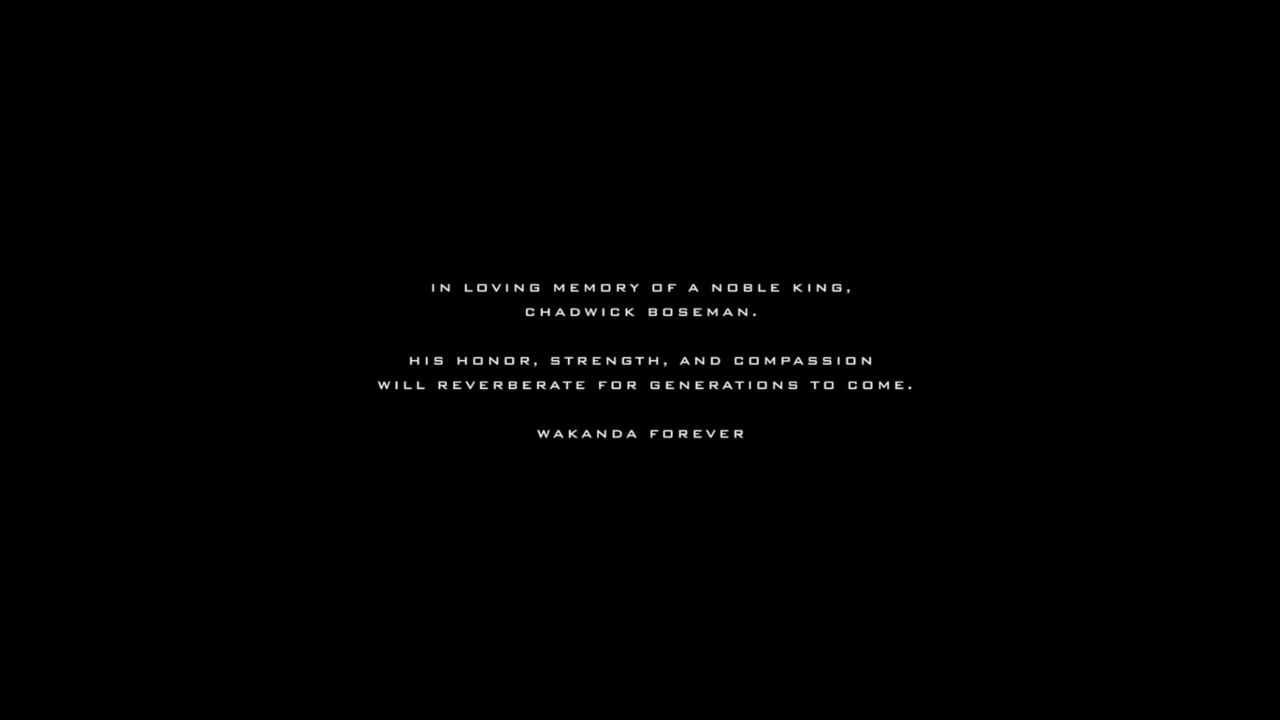 IN LOVING MEMORY OF A NOBLE KING,
CHADWICK BOSEMAN.
HIS HONOR, STRENGTH, AND COMPASSION
WILL REVERBERATE FOR GENERATIONS TO COME.
WAKANDA FOREVER